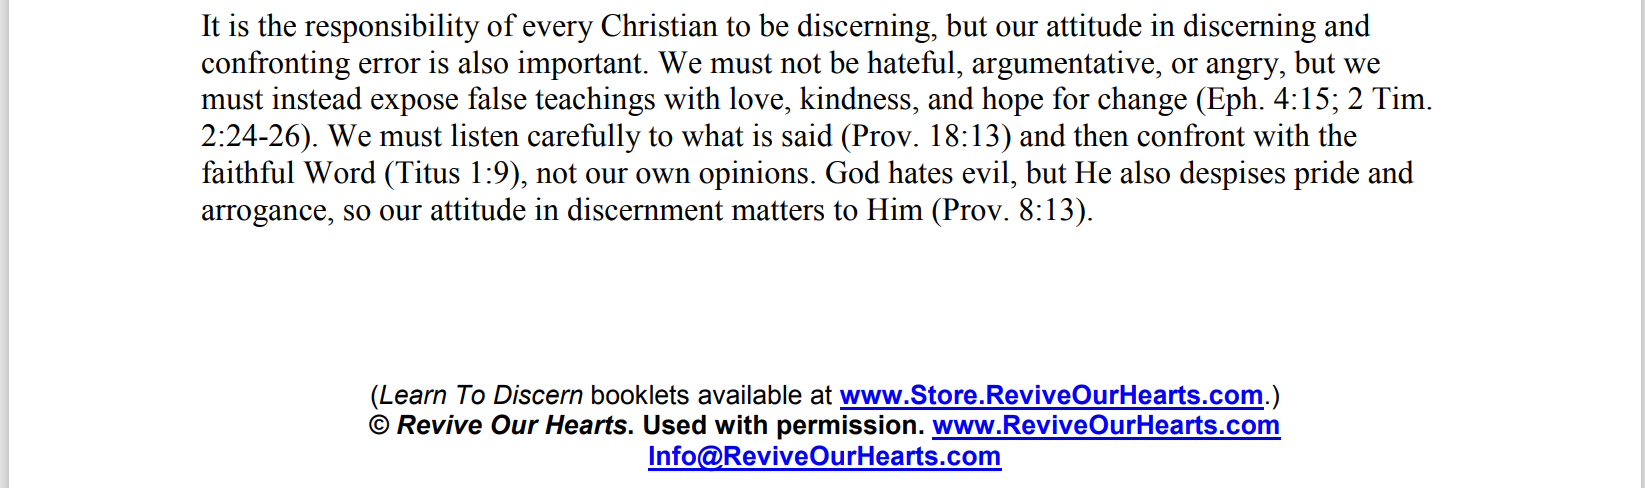 It is the responsibility of every Christian to be discerning, but our attitude in discerning and
confronting error is also important. We must not be hateful, argumentative, or angry, but we
must instead expose false teachings with love, kindness, and hope for change (Eph. 4:15; 2 Tim.
2:24-26). We must listen carefully to what is said (Prov. 18:13) and then confront with the
faithful Word (Titus 1:9), not our own opinions. God hates evil, but He also despises pride and
arrogance, so our attitude in discernment matters to Him (Prov. 8:13).
(Learn To Discern booklets available at www.Store.ReviveOurHearts.com.)
© Revive Our Hearts. Used with permission. www.ReviveOurHearts.com
Info@ReviveOurHearts.com